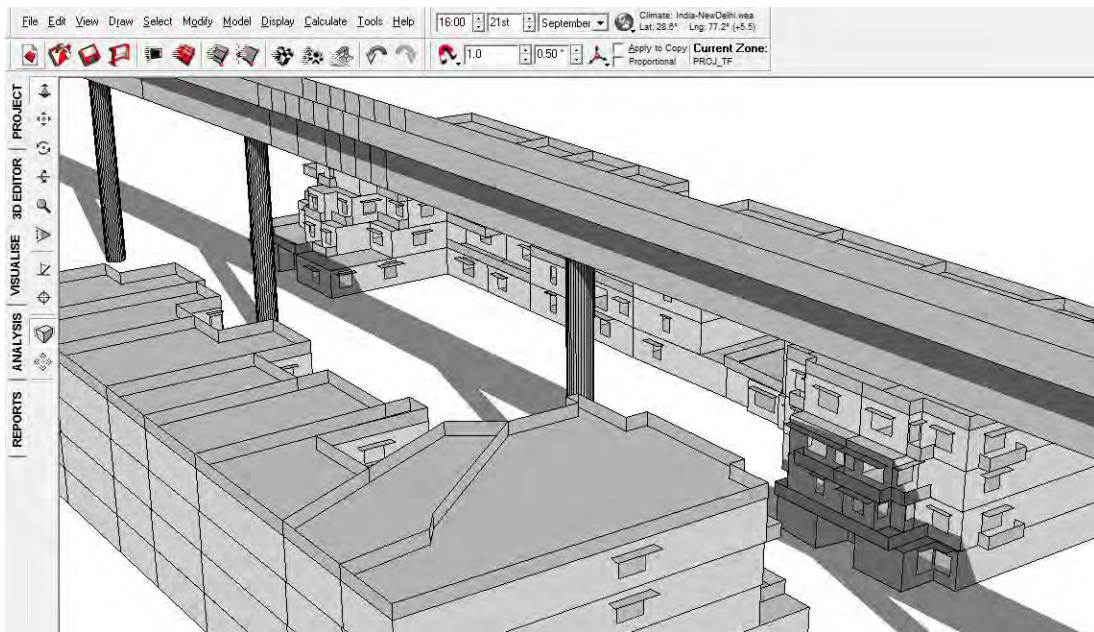 File Edit View Draw Select Modify Model Display Calculate Tools Help
16:00 21st September
Climate: India-NewDelhi.wea
Lat: 28.6° Lng: 77.2° (+5.5)
1.0 0.50 °
Apply to Copy
Proportional
Current Zone:
PROJ_TF
PROJECT
3D EDITOR
VISUALISE
ANALYSIS
REPORTS